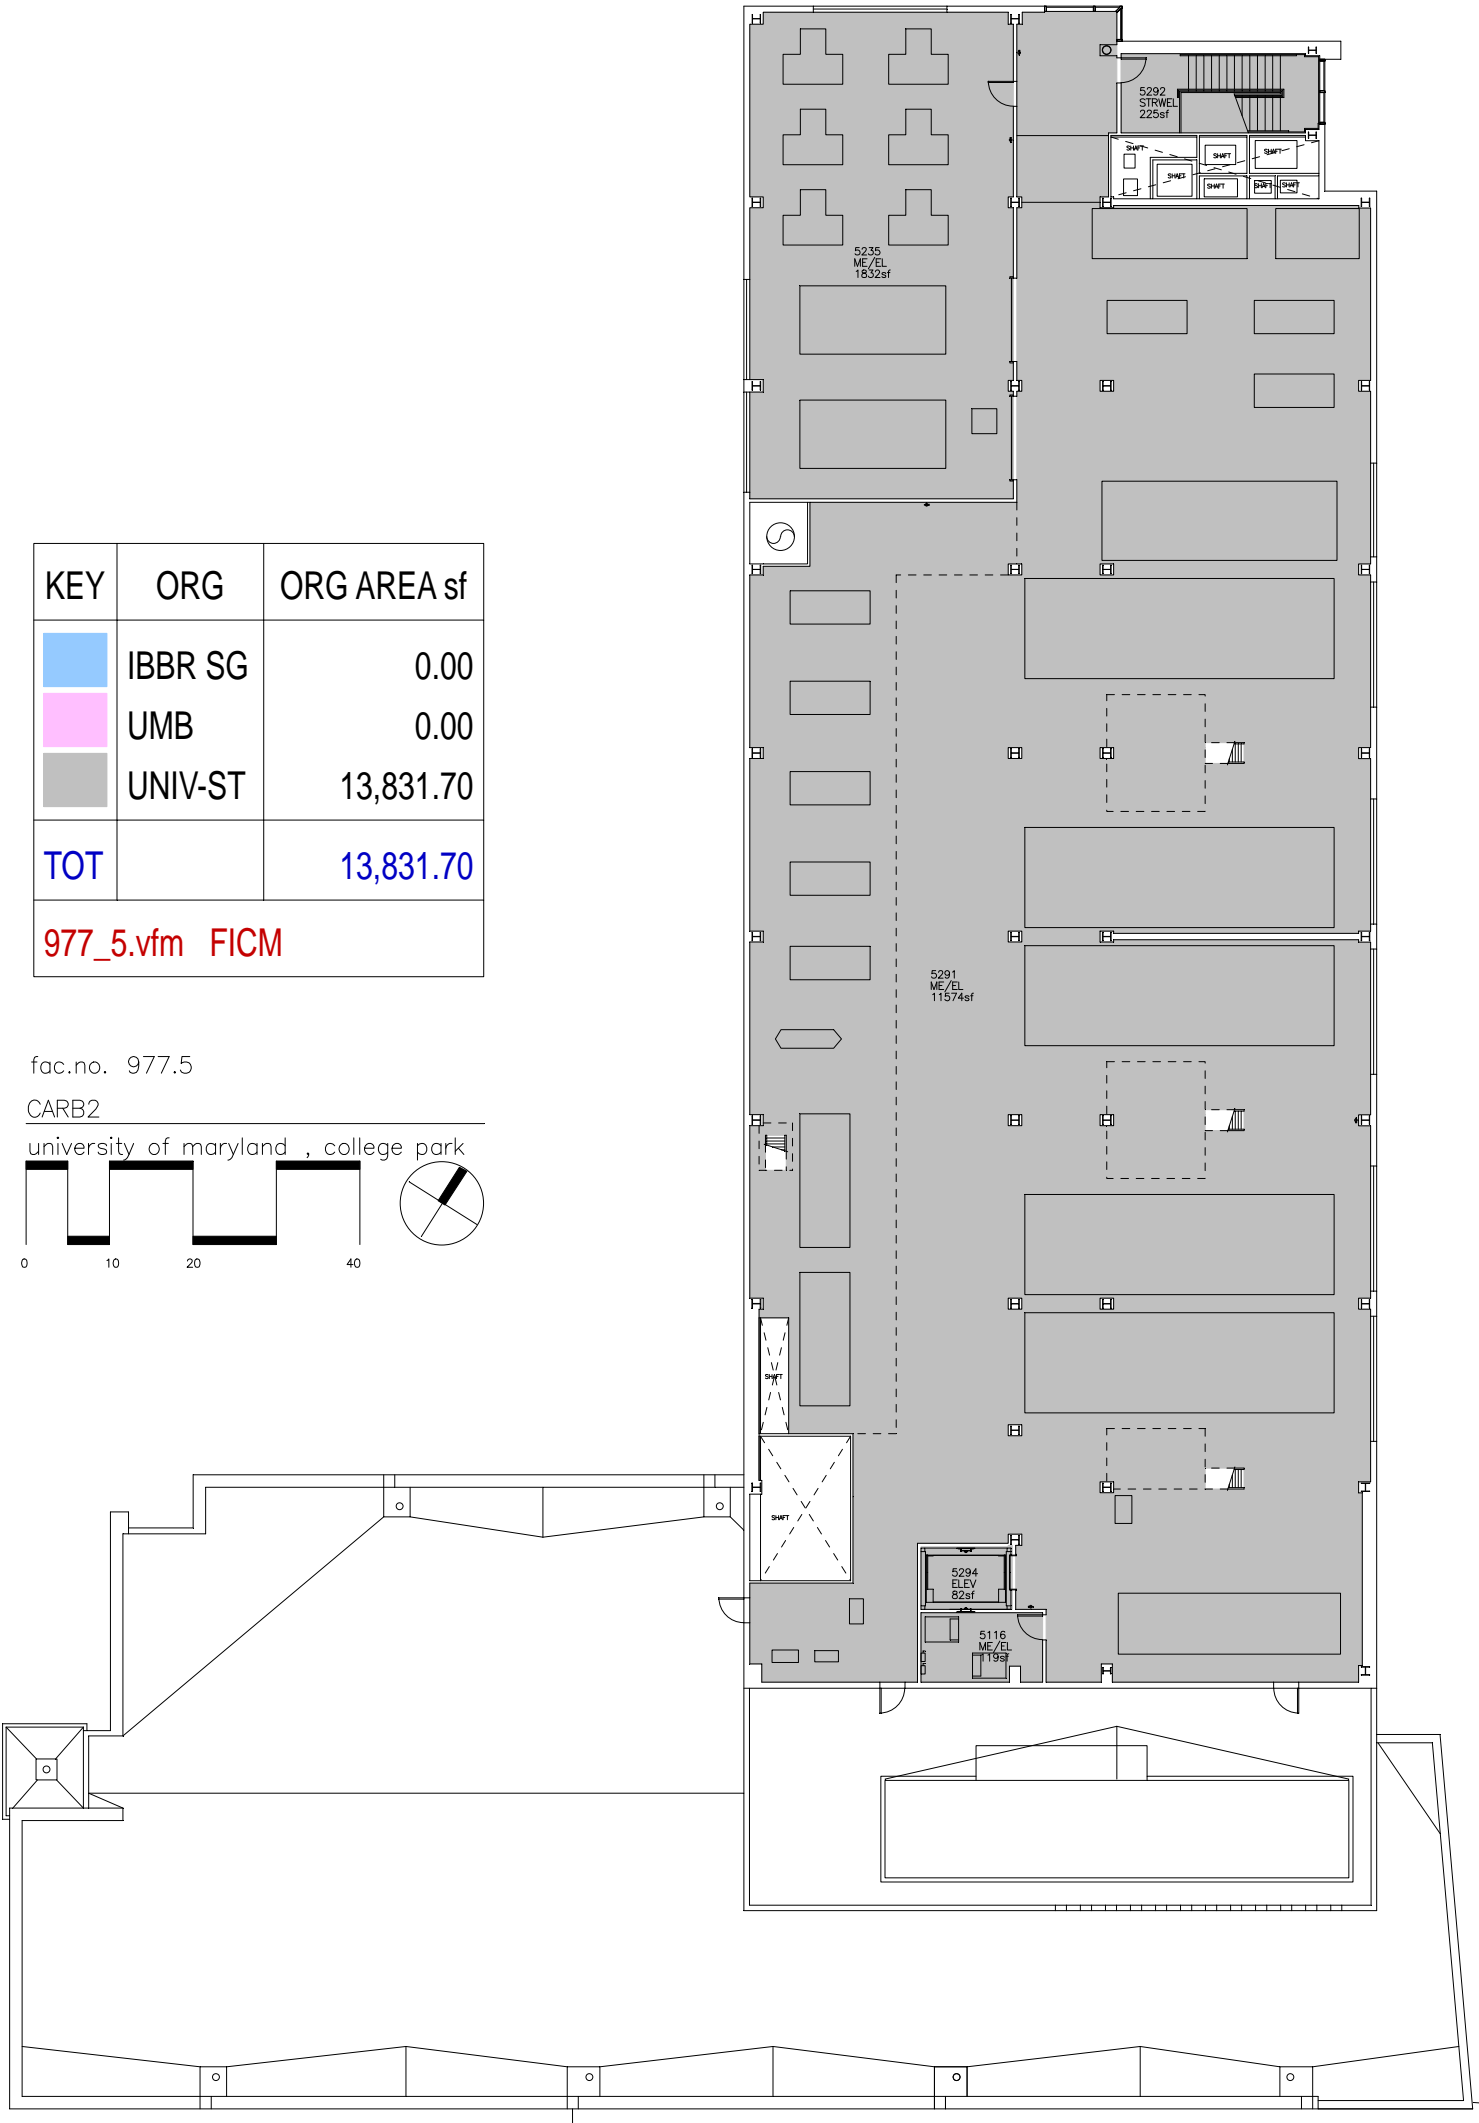 5292
STRWEL
225sf
SHAFT
SHAFT
SHAFT
SHAFT
SHAFT
SHAFT
SHAFT
5235
ME/EL
1832sf
KEY ORG ORG AREA sf
IBBR SG 0.00
UMB 0.00
UNIV-ST 13,831.70
TOT 13,831.70
977_5.vfm FICM
5291
ME/EL
11574sf
fac.no. 977.5
CARB2
university of maryland , college park
0 10 20 40
SHAFT
SHAFT
5294
ELEV
82sf
5116
ME/EL
119sf